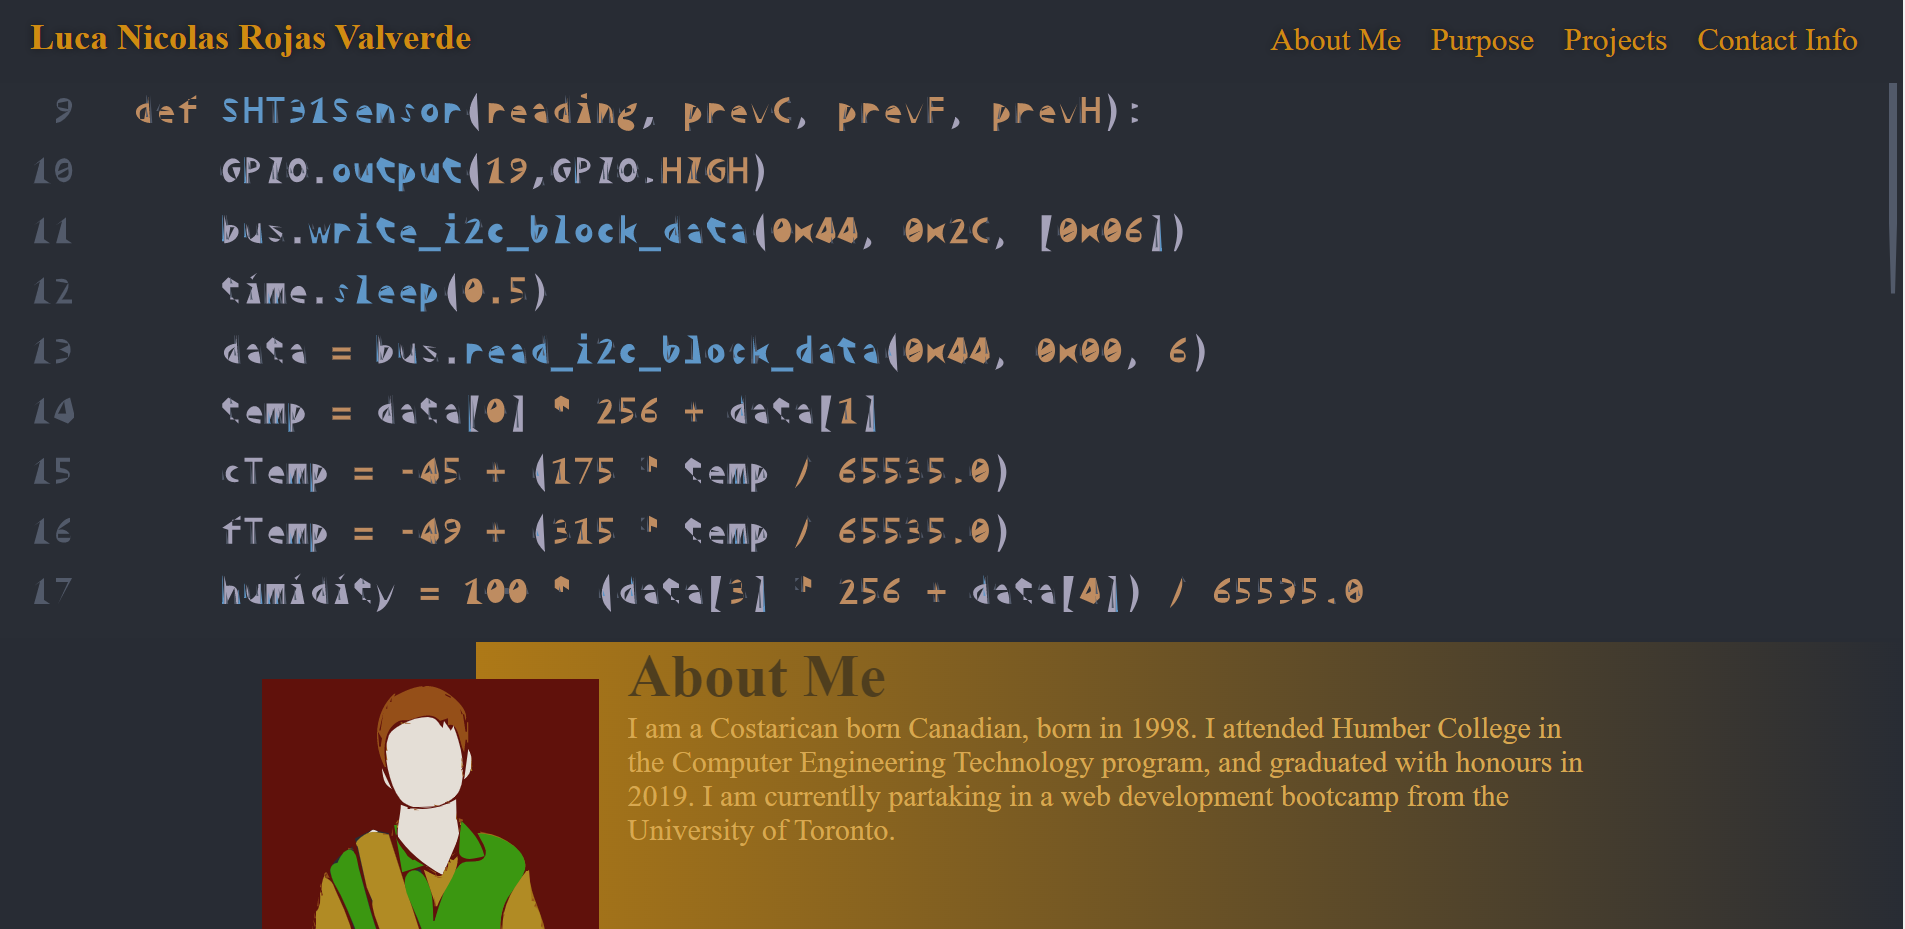 Luca Nicolas Rojas Valverde
About Me Purpose Projects Contact Info
9 def SHT31Sensor(reading, prevC, prevF, prevH):
10 GPIO.output(19,GPIO.HIGH)
11 bus.write_i2c_block_data(0x44, 0x2C, [0x06])
12 time.sleep(0.5)
13 data = bus.read_i2c_block_data(0x44, 0x00, 6)
14 temp = data[0] * 256 + data[1]
15 cTemp = -45 + (175 * temp / 65535.0)
16 fTemp = -49 + (315 * temp / 65535.0)
17 humidity = 100 * (data[3] * 256 + data[4]) / 65535.0
About Me
I am a Costarican born Canadian, born in 1998. I attended Humber College in
the Computer Engineering Technology program, and graduated with honours in
2019. I am currentlly partaking in a web development bootcamp from the
University of Toronto.